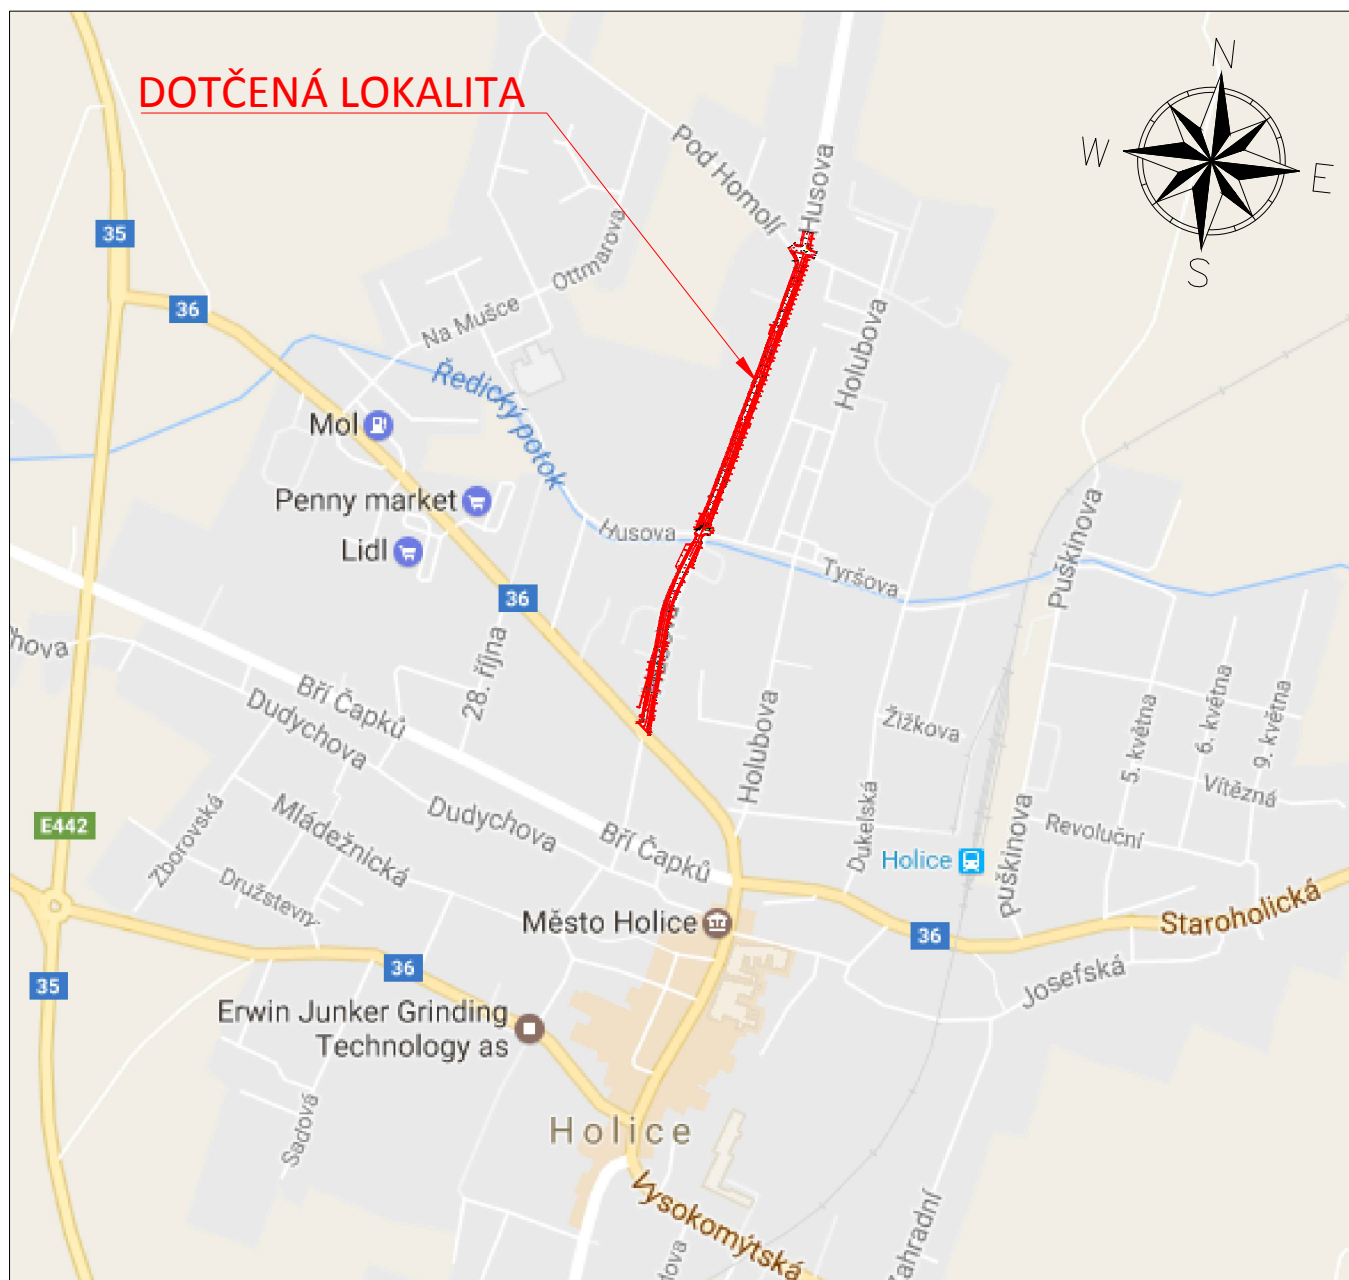 DOTČENÁ LOKALITA
N
W
E
S
Pod Homolí
Husova
35
36
Ottmarova
Na Mušce
Holubova
Ředický potok
Mol
Penny market
Lidl
Husova
Tyršova
Puškinova
36
28. října
Bří Čapků
Dudychova
Holubova
Žižkova
5. května
6. května
9. května
Vítězná
Revoluční
E442
Zborovská
Mládežnická
Dudychova
Bří Čapků
Dukelská
Holice
Puškinova
Družstevny
Město Holice
36
Staroholická
35
36
Josefská
Erwin Junker Grinding
Technology as
Sadová
Holice
Vysokomýtská